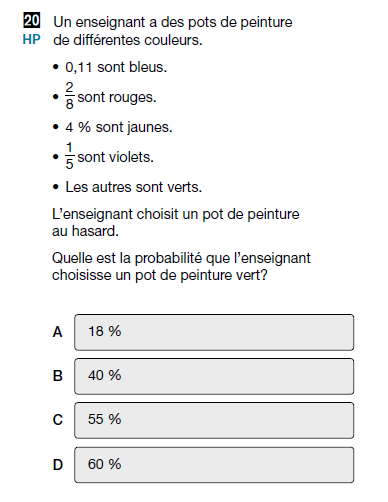 20 Un enseignant a des pots de peinture
HP de différentes couleurs.
• 0,11 sont bleus.
• 2/8 sont rouges.
• 4 % sont jaunes.
• 1/5 sont violets.
• Les autres sont verts.
L'enseignant choisit un pot de peinture
au hasard.
Quelle est la probabilité que l'enseignant
choisisse un pot de peinture vert?
A 18 %
B 40 %
C 55 %
D 60 %